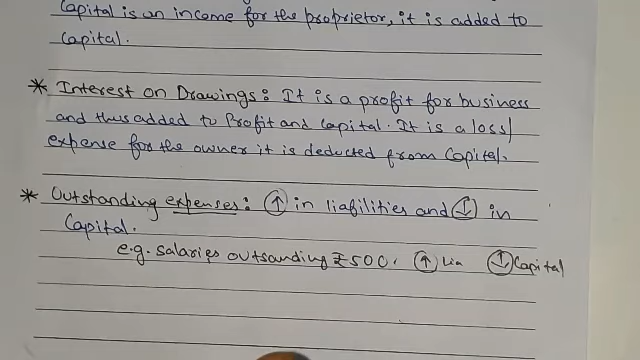 Capital is an income for the proprietor, it is added to
Capital.
* Interest on Drawings: It is a profit for business
and thus added to Profit and Capital. It is a loss/
expense for the owner it is deducted from Capital.
* Outstanding expenses: ↑ in liabilities and ↓ in
Capital.
e.g. salaries outsanding ₹500. ↑ Lia ↓ Capital